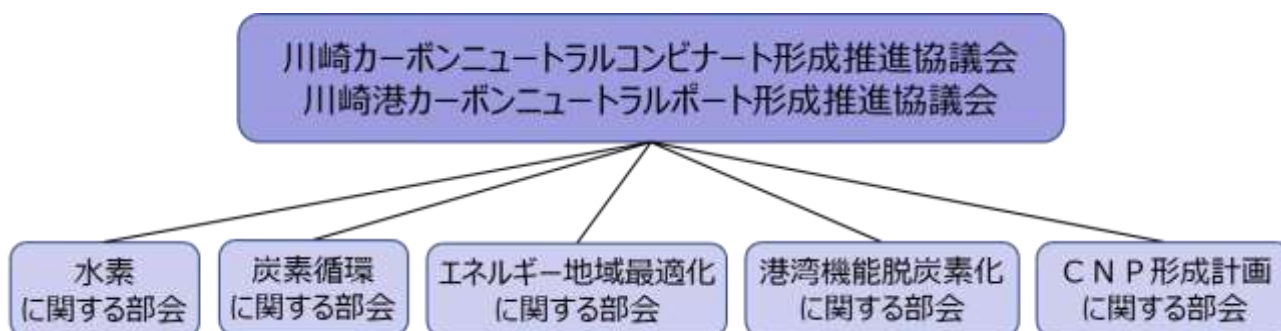 川崎カーボンニュートラルコンビナート形成推進協議会
川崎港カーボンニュートラルポート形成推進協議会
水素
に関する部会
炭素循環
に関する部会
エネルギー地域最適化
に関する部会
港湾機能脱炭素化
に関する部会
ＣＮＰ形成計画
に関する部会